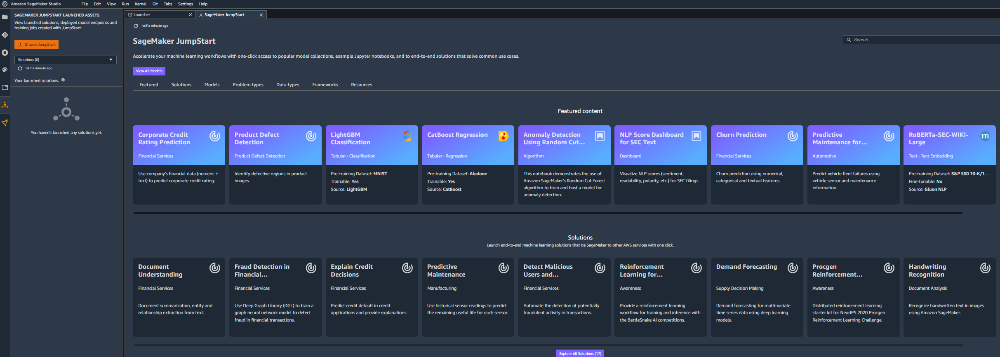 Amazon SageMaker Studio File Edit View Run Kernel Git Tabs Settings Help
SAGEMAKER JUMPSTART LAUNCHED ASSETS
View launched solutions, deployed model endpoints and
training jobs created with JumpStart.
Browse JumpStart
Solutions (0)
half a minute ago
Your launched solutions.
You haven't launched any solutions yet.
Launcher
SageMaker JumpStart
half a minute ago
SageMaker JumpStart
Search
Accelerate your machine learning workflows with one-click access to popular model collections, example Jupyter notebooks, and to end-to-end solutions that solve common use cases.
View All Models
Featured Solutions Models Problem types Data types Frameworks Resources
Featured content
Corporate Credit
Rating Prediction
Financial Services
Use company's financial data (numeric +
text) to predict corporate credit rating.
Product Defect
Detection
Product Defect Detection
Identify defective regions in product
images.
LightGBM
Classification
Tabular · Classification
Pre-training Dataset: MNIST
Trainable: Yes
Source: LightGBM
CatBoost Regression
Tabular · Regression
Pre-training Dataset: Abalone
Trainable: Yes
Source: CatBoost
Anomaly Detection
Using Random Cut...
Algorithm
This notebook demonstrates the use of
Amazon SageMaker's Random Cut Forest
algorithm to train and host a model for
anomaly detection.
NLP Score Dashboard
for SEC Text
Dashboard
Visualize NLP scores (sentiment,
readability, polarity, etc.) for SEC filings
Churn Prediction
Financial Services
Churn prediction using numerical,
categorical and textual features.
Predictive
Maintenance for...
Automotive
Predict vehicle fleet failures using
vehicle sensor and maintenance
information.
RoBERTa-SEC-WIKI-
Large
m
Text · Text Embedding
Pre-training Dataset: S&P 500 10-K/1...
Fine-tunable: No
Source: Gluon NLP
Solutions
Launch end-to-end machine learning solutions that tie SageMaker to other AWS services with one click.
Document
Understanding
Financial Services
Document summarization, entity and
relationship extraction from text.
Fraud Detection in
Financial...
Financial Services
Use Deep Graph Library (DGL) to train a
graph neural network model to detect
fraud in financial transactions.
Explain Credit
Decisions
Financial Services
Predict credit default in credit
applications and provide explanations.
Predictive
Maintenance
Manufacturing
Use historical sensor readings to predict
the remaining useful life for each sensor.
Detect Malicious
Users and...
Financial Services
Automate the detection of potentially
fraudulent activity in transactions.
Reinforcement
Learning for...
Awareness
Provide a reinforcement learning
workflow for training and inference with
the BattleSnake AI competitions.
Demand Forecasting
Supply Decision Making
Demand forecasting for multi-variate
time series data using deep learning
models.
Procgen
Reinforcement...
Awareness
Distributed reinforcement learning
starter kit for NeurIPS 2020 Procgen
Reinforcement Learning Challenge.
Handwriting
Recognition
Document Analysis
Recognize handwritten text in images
using Amazon SageMaker.
Explore All Solutions (17)